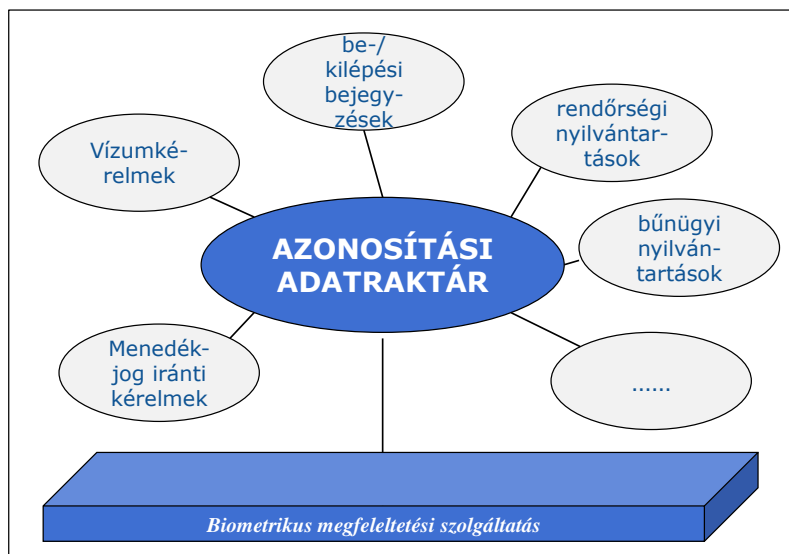 be-/
kilépési
bejegy-
zések
rendőrségi
nyilvántar-
tások
Vízumké-
relmek
AZONOSÍTÁSI
ADATRAKTÁR
bűnügyi
nyilván-
tartások
Menedék-
jog iránti
kérelmek
......
Biometrikus megfeleltetési szolgáltatás